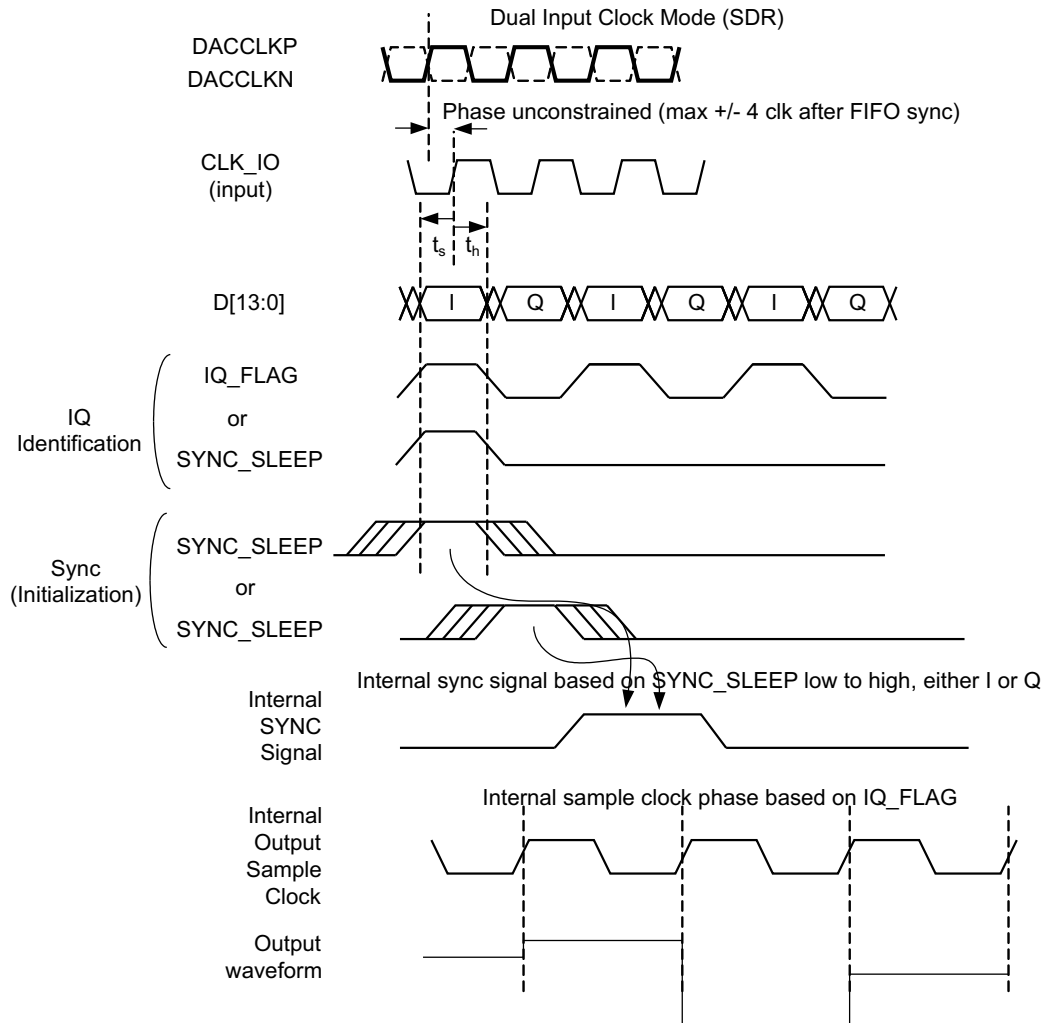 Dual Input Clock Mode (SDR)
DACCLKP
DACCLKN
Phase unconstrained (max +/- 4 clk after FIFO sync)
CLK_IO
(input)
ts th
D[13:0]
I Q I Q I Q
IQ_FLAG
or
SYNC_SLEEP
IQ
Identification
SYNC_SLEEP
or
SYNC_SLEEP
Sync
(Initialization)
Internal sync signal based on SYNC_SLEEP low to high, either I or Q
Internal
SYNC
Signal
Internal sample clock phase based on IQ_FLAG
Internal
Output
Sample
Clock
Output
waveform